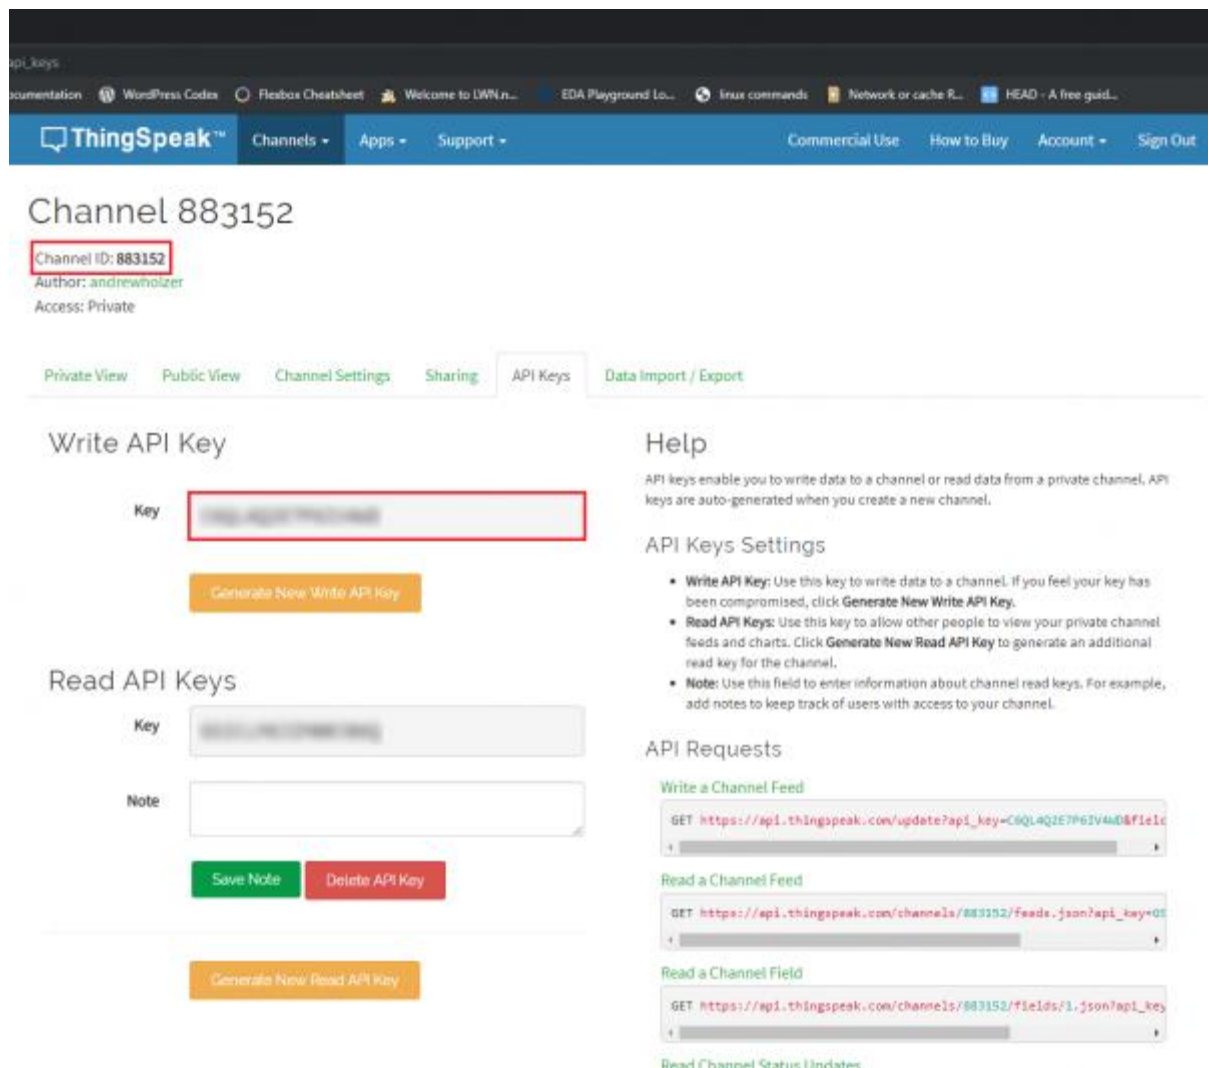 api_keys
ocumentation WordPress Codex Flexbox Cheatsheet Welcome to LWN.n... EDA Playground Lo... linux commands Network or cache R... HEAD - A free guid...
ThingSpeak™ Channels Apps Support Commercial Use How to Buy Account Sign Out
Channel 883152
Channel ID: 883152
Author: andrewholzer
Access: Private
Private View Public View Channel Settings Sharing API Keys Data Import / Export
Write API Key
Key
Generate New Write API Key
Read API Keys
Key
Note
Save Note Delete API Key
Generate New Read API Key
Help
API keys enable you to write data to a channel or read data from a private channel. API
keys are auto-generated when you create a new channel.
API Keys Settings
• Write API Key: Use this key to write data to a channel. If you feel your key has
been compromised, click Generate New Write API Key.
• Read API Keys: Use this key to allow other people to view your private channel
feeds and charts. Click Generate New Read API Key to generate an additional
read key for the channel.
• Note: Use this field to enter information about channel read keys. For example,
add notes to keep track of users with access to your channel.
API Requests
Write a Channel Feed
GET https://api.thingspeak.com/update?api_key=
Read a Channel Feed
GET https://api.thingspeak.com/channels/883152/feeds.json?api_key=
Read a Channel Field
GET https://api.thingspeak.com/channels/883152/fields/1.json?api_key
Read Channel Status Updates